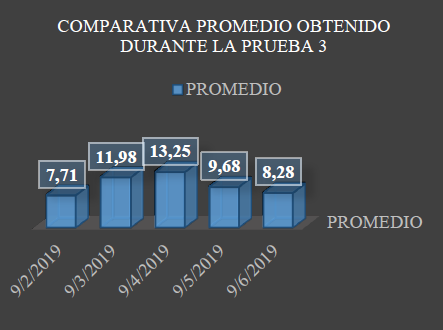 COMPARATIVA PROMEDIO OBTENIDO
DURANTE LA PRUEBA 3
PROMEDIO
7,71
11,98
13,25
9,68
8,28
PROMEDIO
9/2/2019
9/3/2019
9/4/2019
9/5/2019
9/6/2019